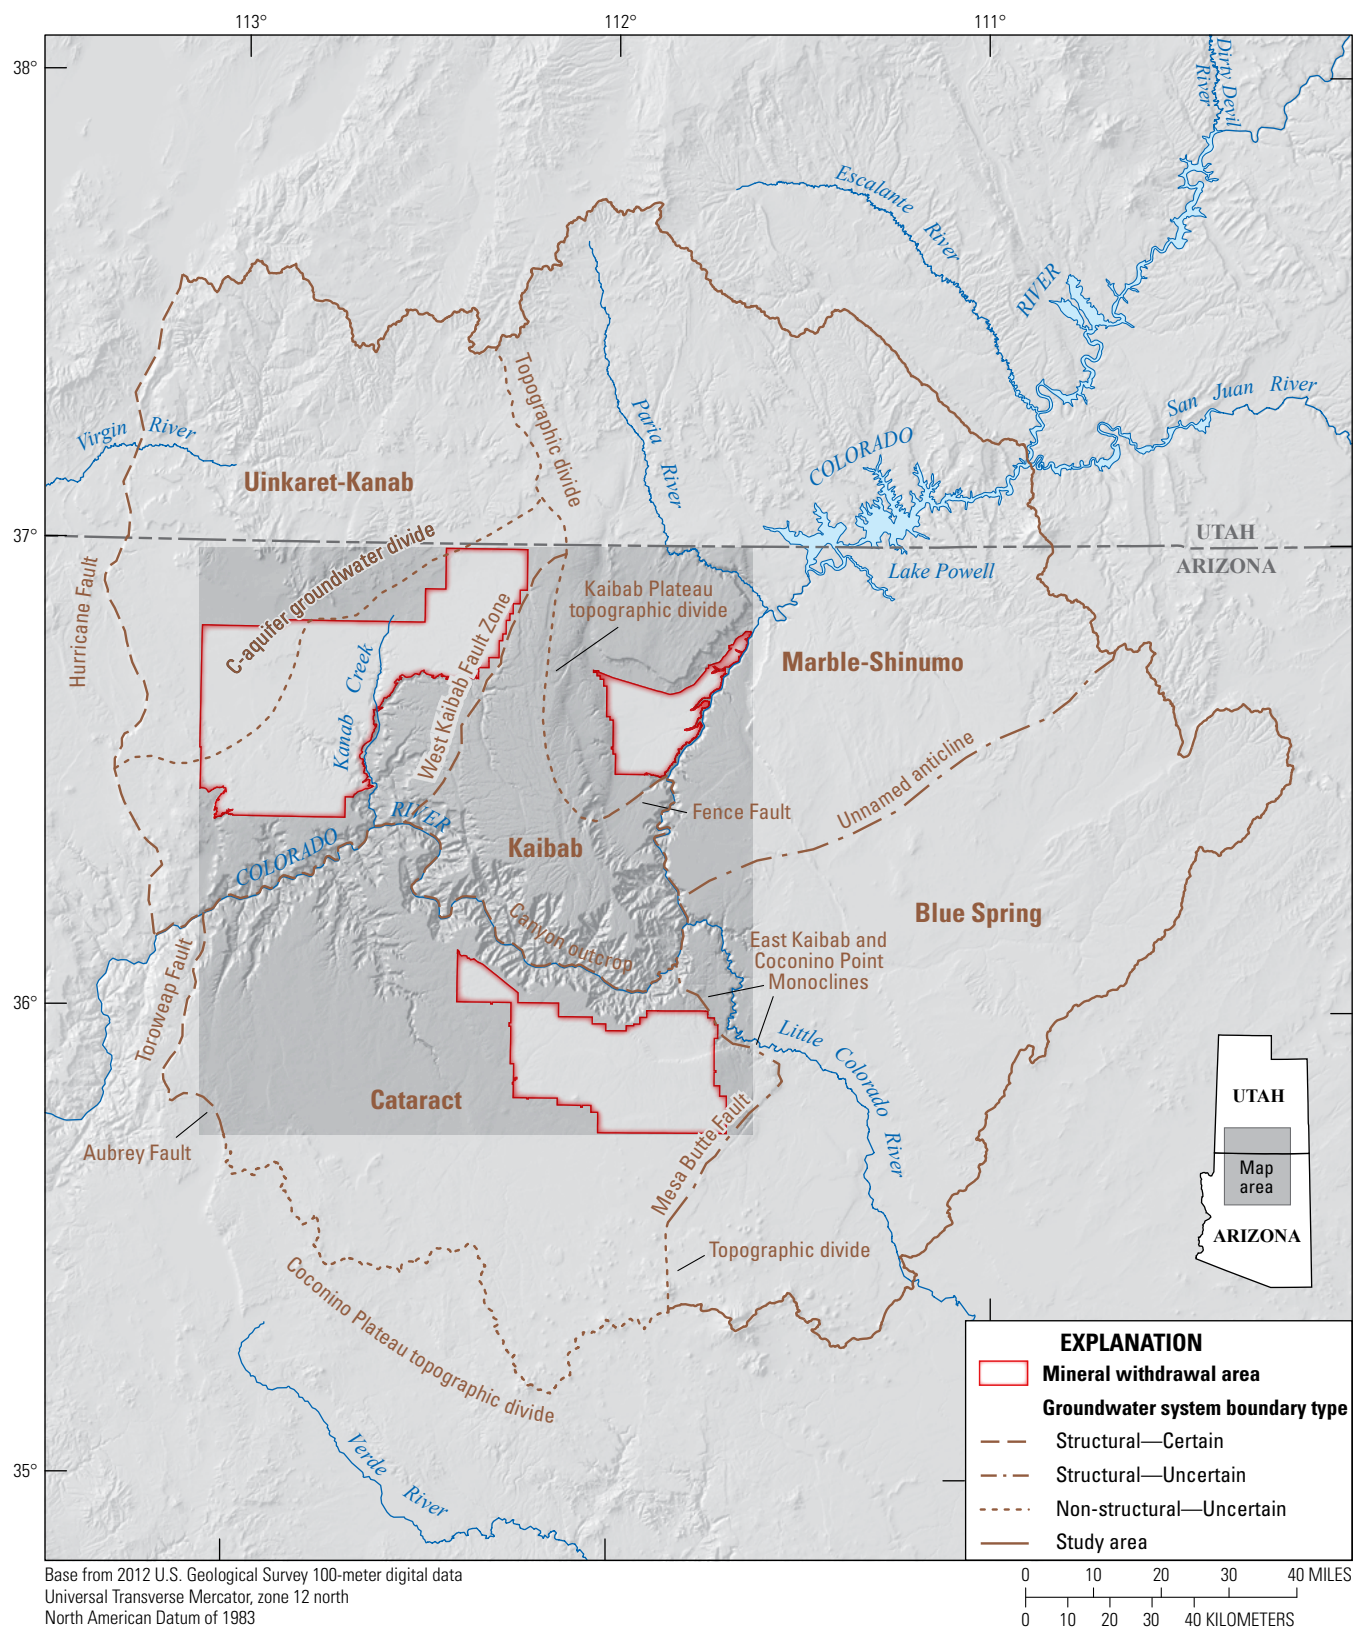 113°
112°
111°
38°
37°
36°
35°
Dirty Devil
River
Escalante
River
RIVER
San Juan River
COLORADO
Paria
River
Topographic divide
Virgin River
Uinkaret-Kanab
C-aquifer groundwater divide
UTAH
ARIZONA
Lake Powell
Kaibab Plateau
topographic divide
Hurricane Fault
West Kaibab Fault Zone
Kanab Creek
Marble-Shinumo
Unnamed anticline
Fence Fault
RIVER
COLORADO
Kaibab
Blue Spring
Canyon outcrop
East Kaibab and
Coconino Point
Monoclines
Toroweap Fault
Little Colorado
River
Cataract
Mesa Butte Fault
Aubrey Fault
Topographic divide
Coconino Plateau topographic divide
Verde
River
UTAH
Map
area
ARIZONA
EXPLANATION
Mineral withdrawal area
Groundwater system boundary type
Structural—Certain
Structural—Uncertain
Non-structural—Uncertain
Study area
Base from 2012 U.S. Geological Survey 100-meter digital data
Universal Transverse Mercator, zone 12 north
North American Datum of 1983
0 10 20 30 40 MILES
0 10 20 30 40 KILOMETERS